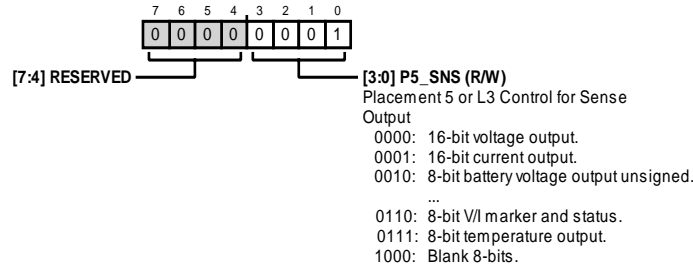 7 6 5 4 3 2 1 0
0 0 0 0 0 0 0 1
[7:4] RESERVED
[3:0] P5_SNS (R/W)
Placement 5 or L3 Control for Sense
Output
0000: 16-bit voltage output.
0001: 16-bit current output.
0010: 8-bit battery voltage output unsigned.
...
0110: 8-bit V/I marker and status.
0111: 8-bit temperature output.
1000: Blank 8-bits.